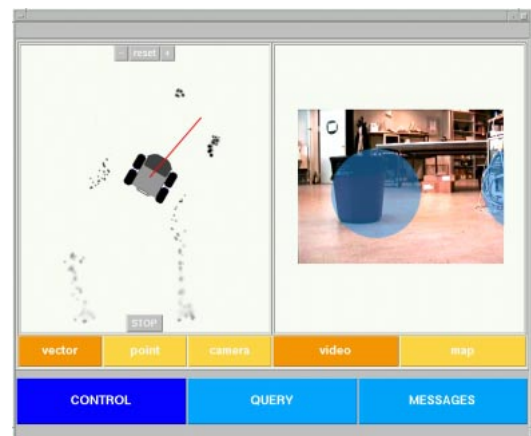 - reset +
STOP
vector point camera video map
CONTROL QUERY MESSAGES